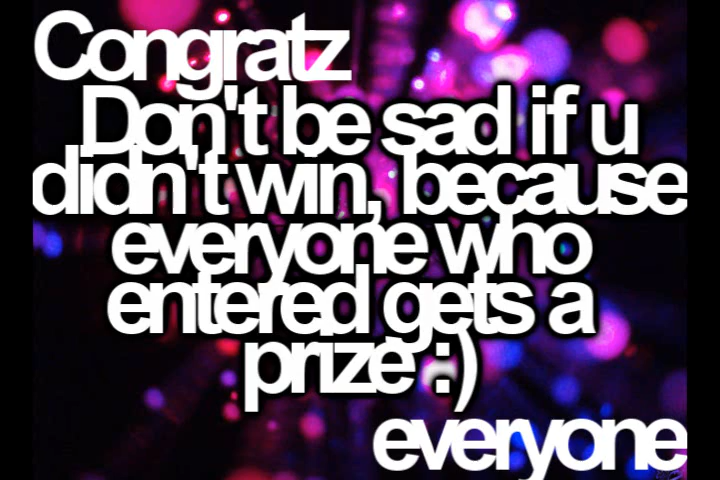 Congratz
Don't be sad if u
didn't win, because
everyone who
entered gets a
prize :)
everyone